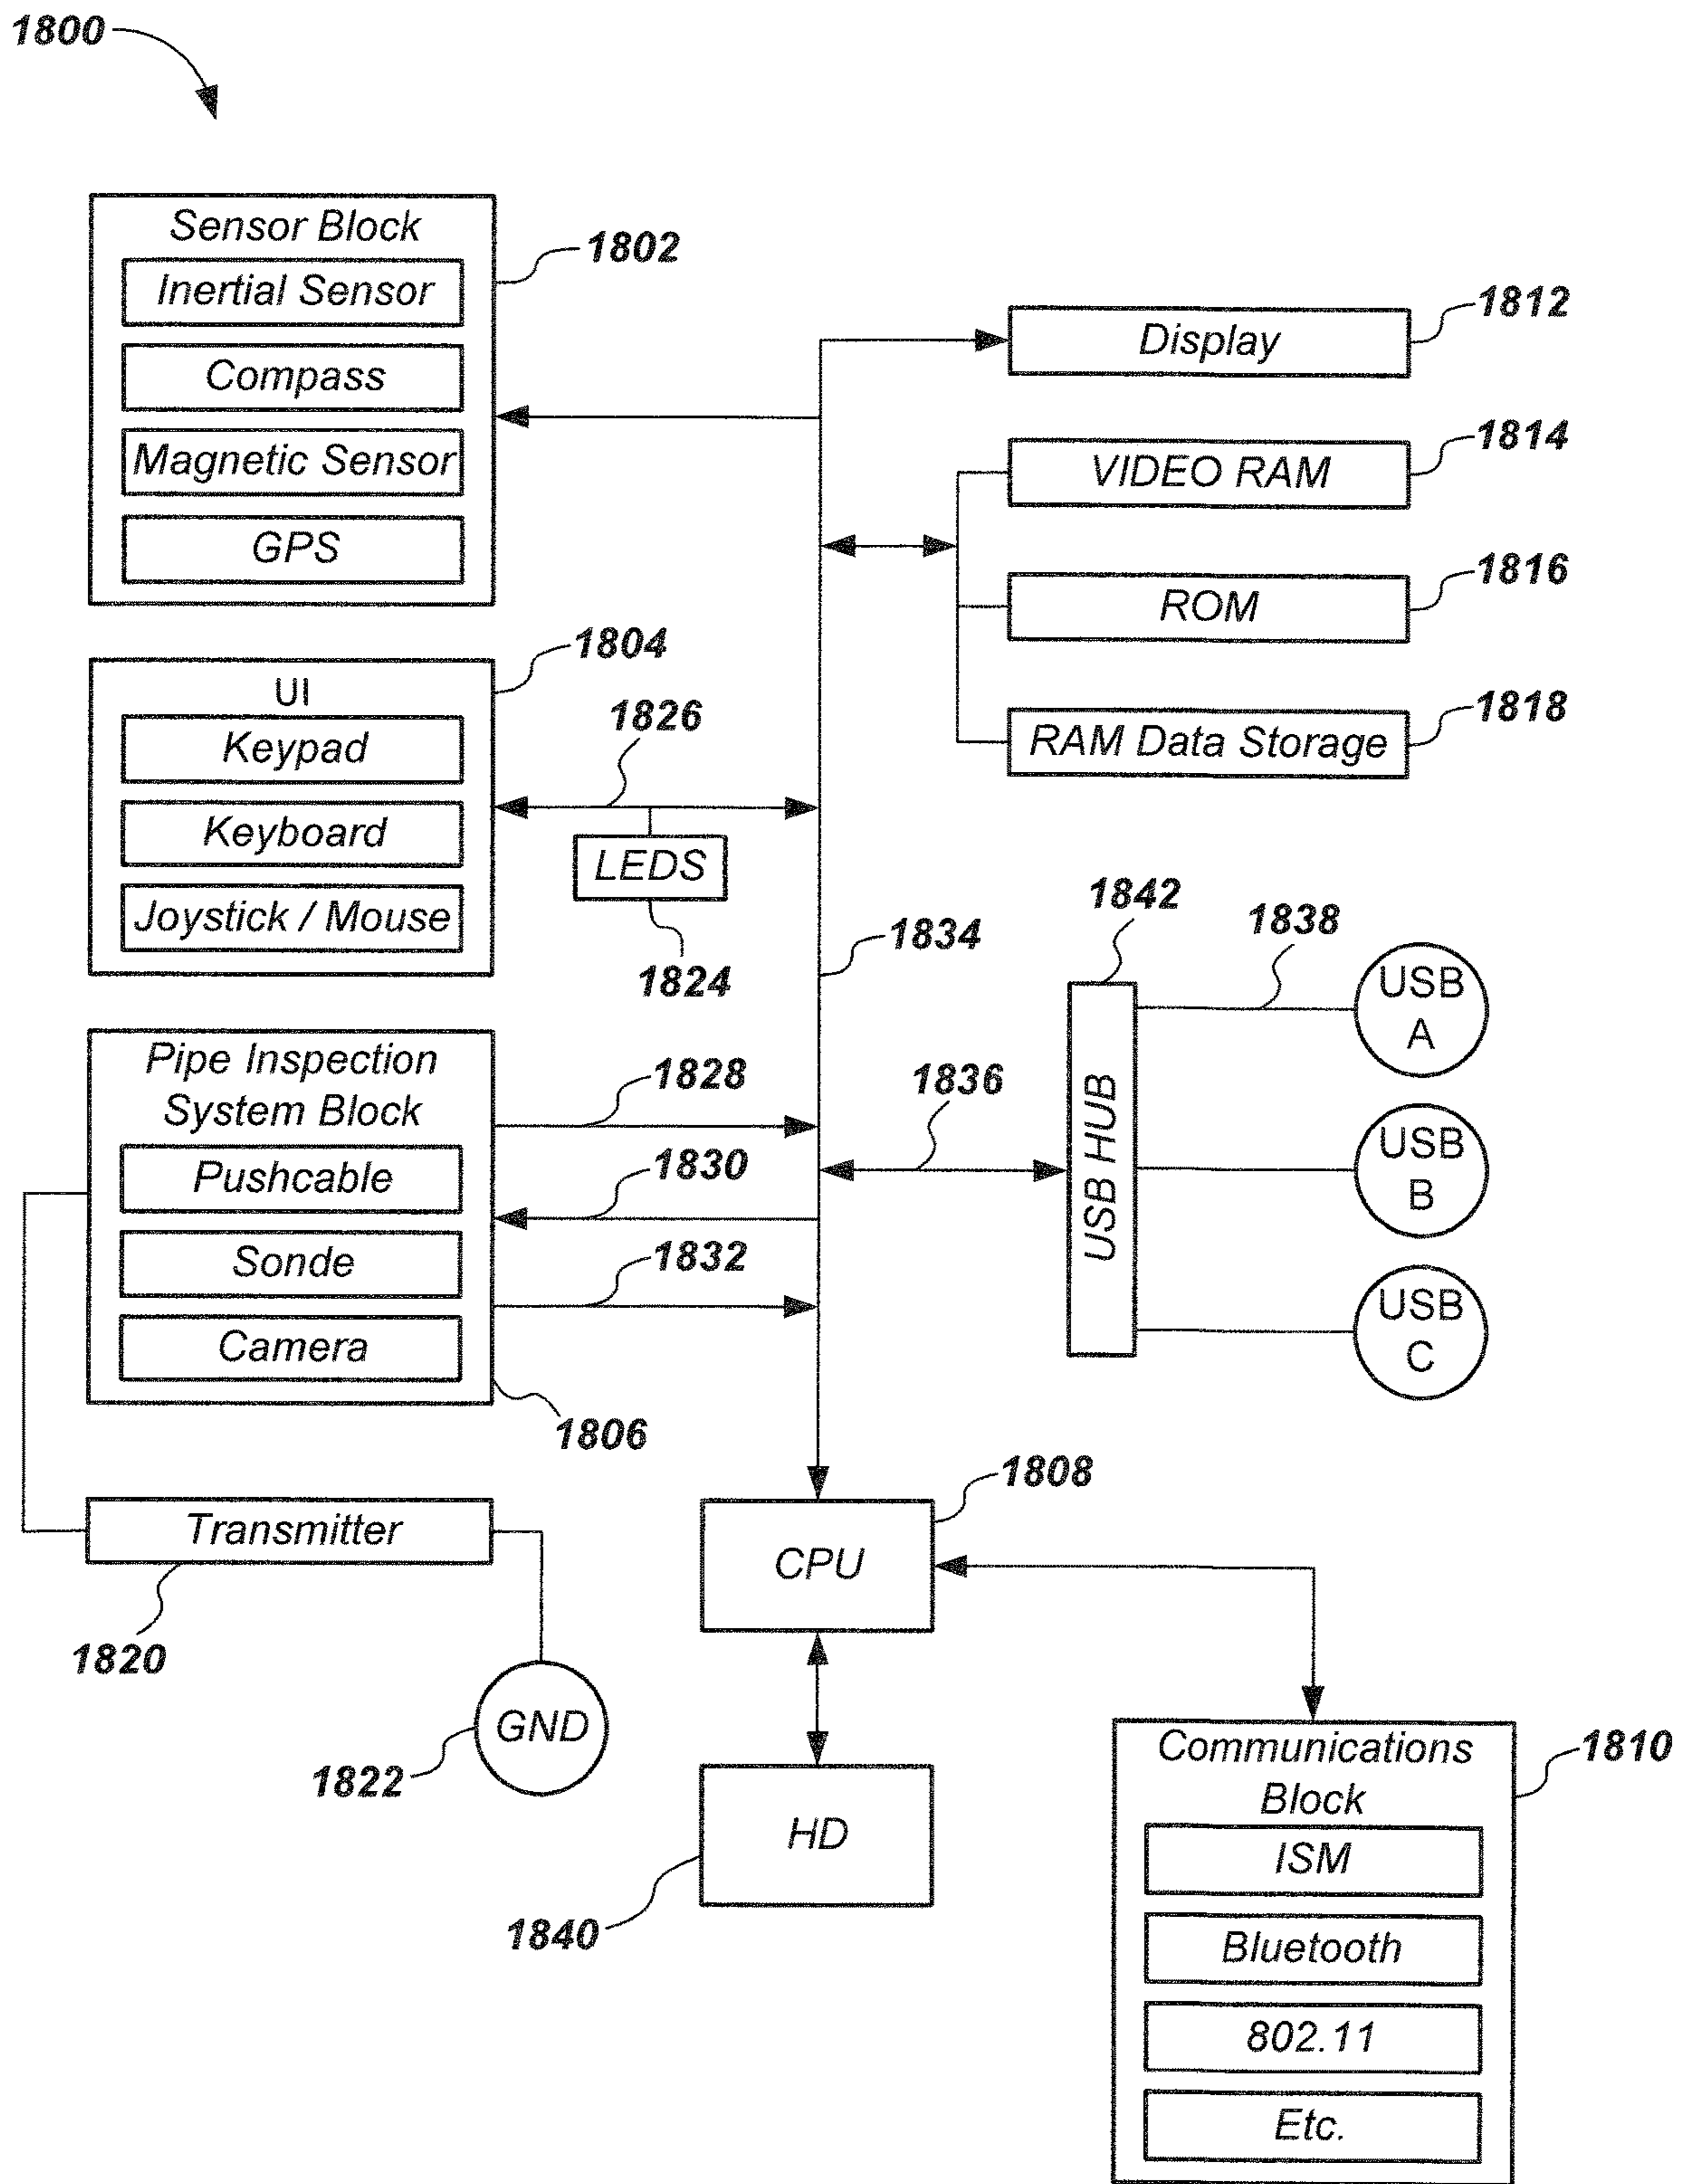 1800
Sensor Block
1802
Inertial Sensor
Compass
Magnetic Sensor
GPS
Display
1812
VIDEO RAM
1814
ROM
1816
RAM Data Storage
1818
1804
UI
Keypad
Keyboard
Joystick / Mouse
1826
LEDS
1824
1834
1842
1838
USB HUB
USB
A
USB
B
USB
C
1836
Pipe Inspection
System Block
Pushcable
Sonde
Camera
1828
1830
1832
1806
Transmitter
1820
GND
1822
1808
CPU
HD
1840
Communications
Block
1810
ISM
Bluetooth
802.11
Etc.